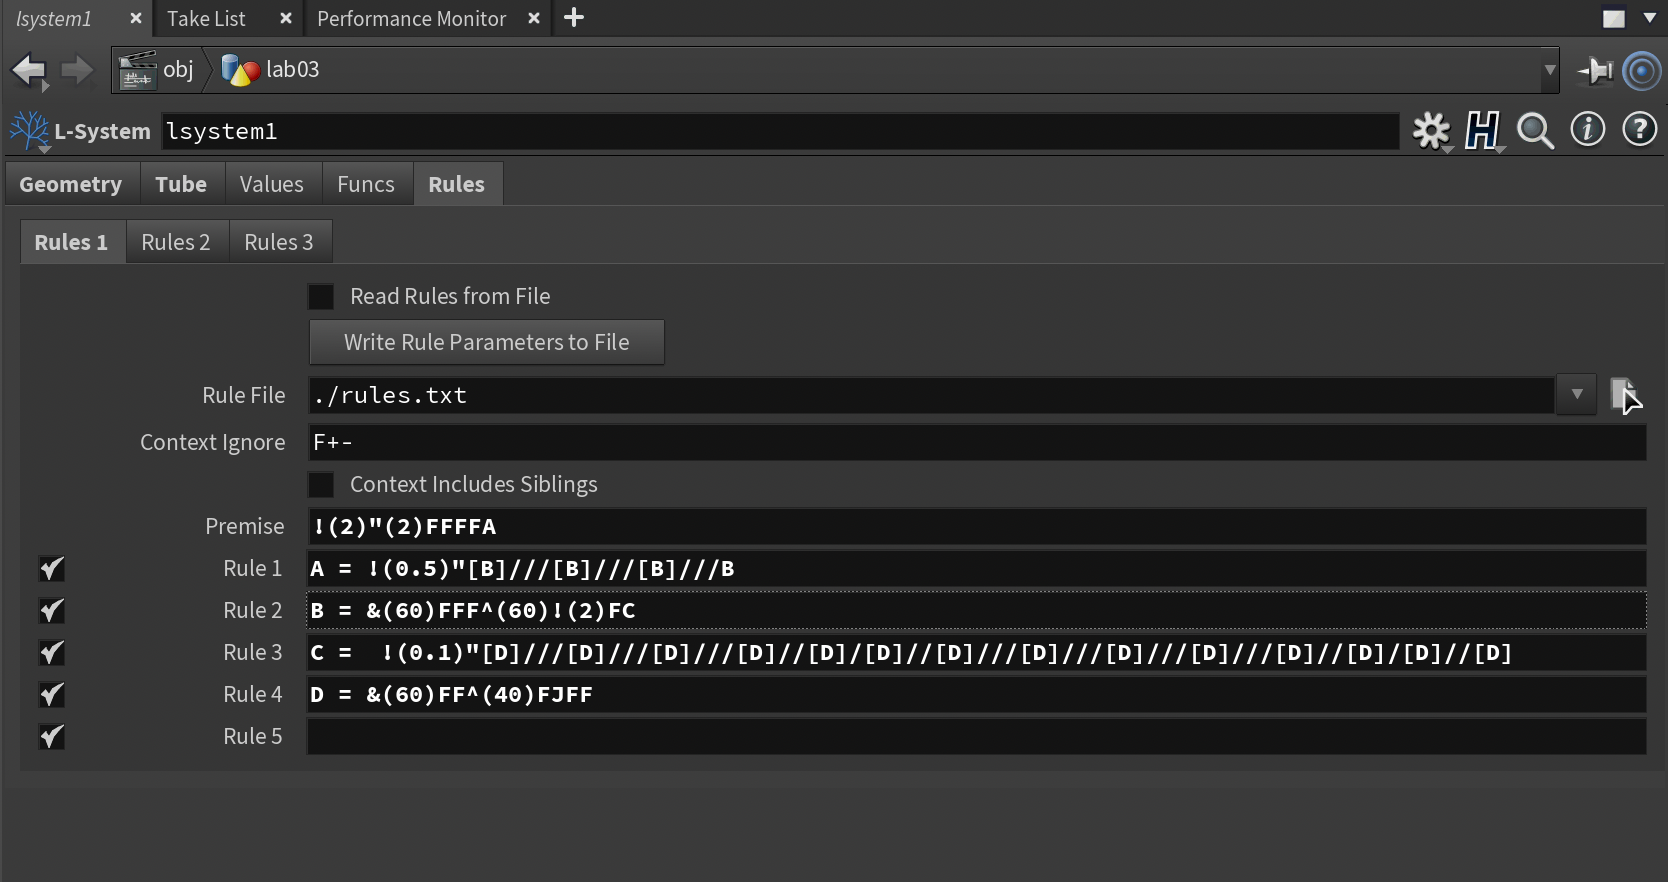 lsystem1 × Take List × Performance Monitor × +
obj lab03
L-System lsystem1
Geometry Tube Values Funcs Rules
Rules 1 Rules 2 Rules 3
Read Rules from File
Write Rule Parameters to File
Rule File ./rules.txt
Context Ignore F+-
Context Includes Siblings
Premise !(2)"(2)FFFFA
Rule 1 A = !(0.5)"[B]///[B]///[B]///B
Rule 2 B = &(60)FFF^(60)!(2)FC
Rule 3 C =  !(0.1)"[D]///[D]///[D]///[D]//[D]/[D]//[D]///[D]///[D]///[D]///[D]//[D]/[D]//[D]
Rule 4 D = &(60)FF^(40)FJFF
Rule 5